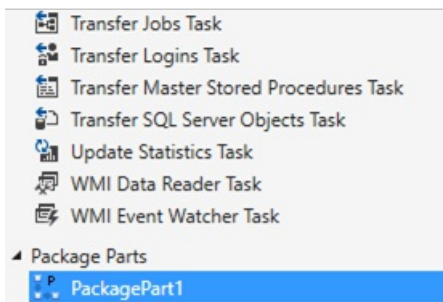 Transfer Jobs Task
Transfer Logins Task
Transfer Master Stored Procedures Task
Transfer SQL Server Objects Task
Update Statistics Task
WMI Data Reader Task
WMI Event Watcher Task
Package Parts
P PackagePart1